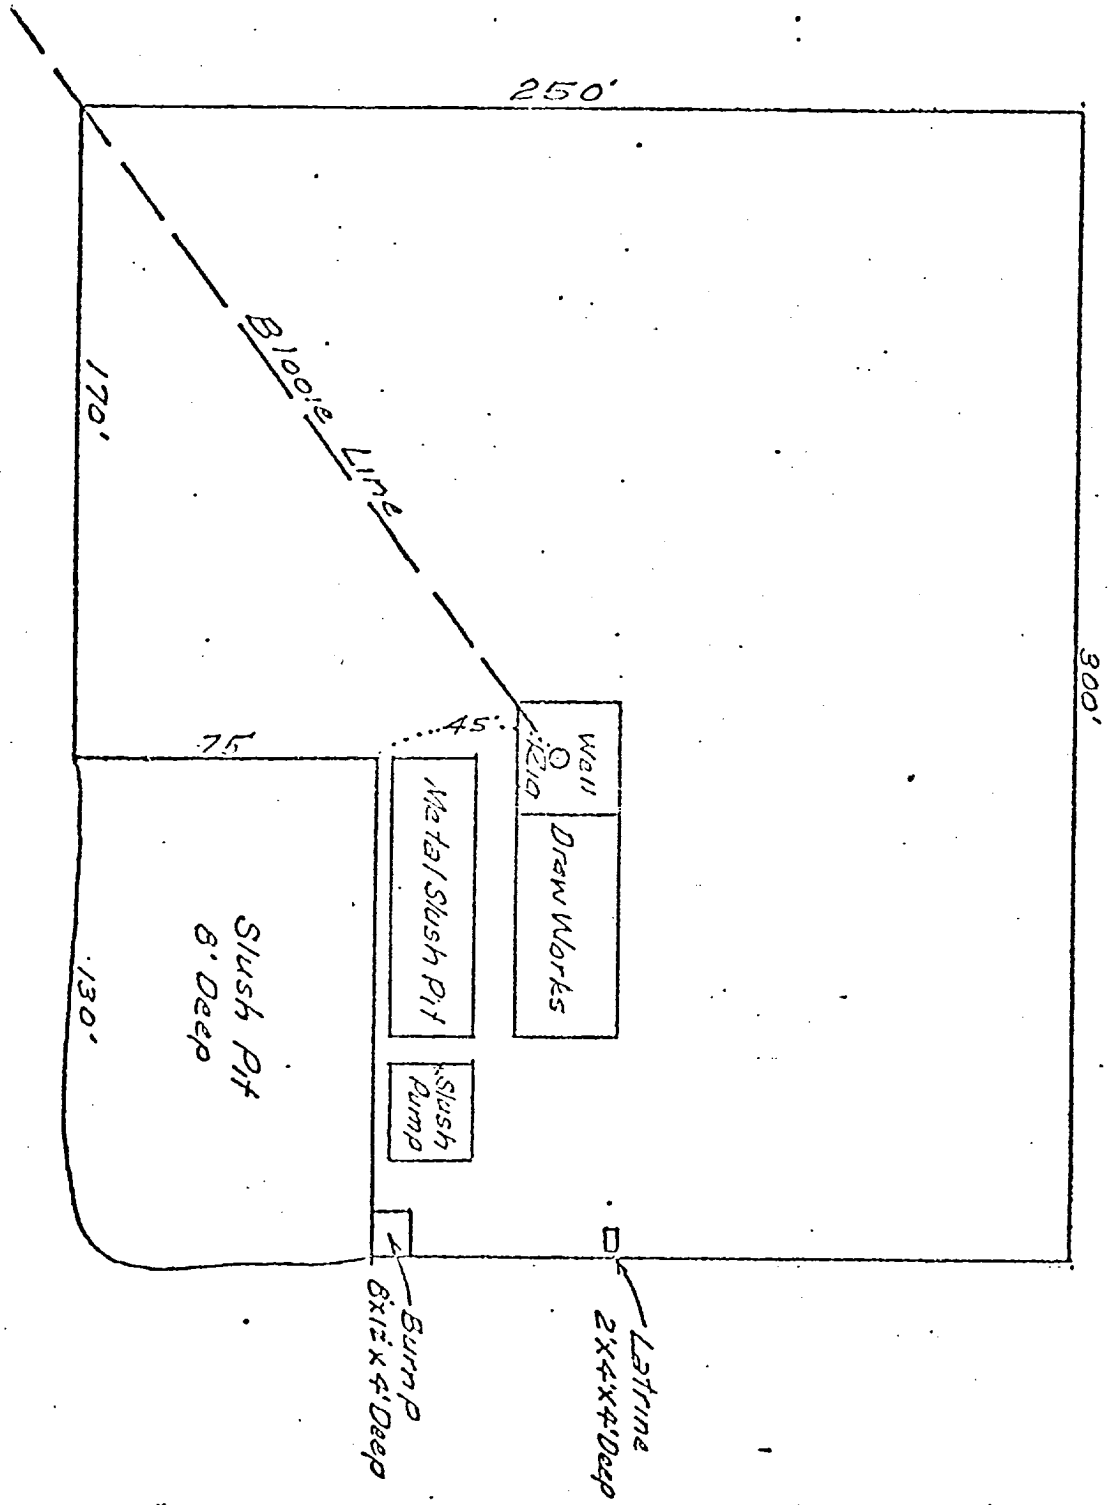 250'
300'
170'
Blooie Line
45'
75
Well
Rig
Draw Works
Metal Slush Pit
Slush
Pump
Slush Pit
8' Deep
130'
Latrine
2'x4'x4' Deep
Burn P
8x12x4' Deep